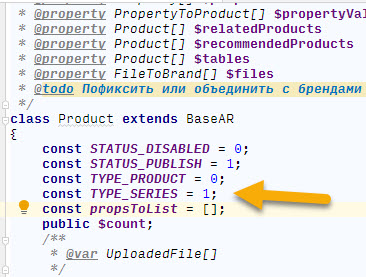 * @property PropertyToProduct[] $propertyVal
* @property Product[] $relatedProducts
* @property Product[] $recommendedProducts
* @property Product[] $tables
* @property FileToBrand[] $files
* @todo Пофиксить или объединить с брендами
*/
class Product extends BaseAR
{
const STATUS_DISABLED = 0;
const STATUS_PUBLISH = 1;
const TYPE_PRODUCT = 0;
const TYPE_SERIES = 1;
const propsToList = [];
public $count;
/**
* @var UploadedFile[]
*/